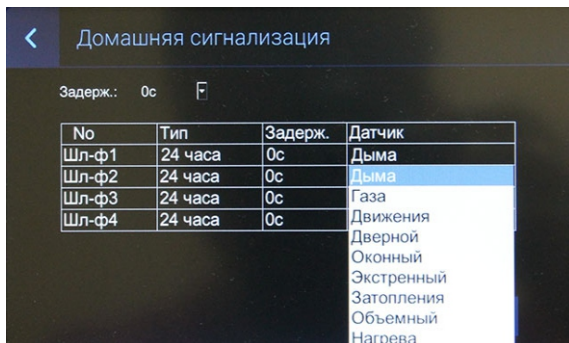 Домашняя сигнализация
Задерж.: 0с
No Тип Задерж. Датчик
Шл-ф1 24 часа 0с Дыма
Шл-ф2 24 часа 0с Дыма
Шл-ф3 24 часа 0с Газа
Шл-ф4 24 часа 0с Движения
Дверной
Оконный
Экстренный
Затопления
Объемный
Нагрева